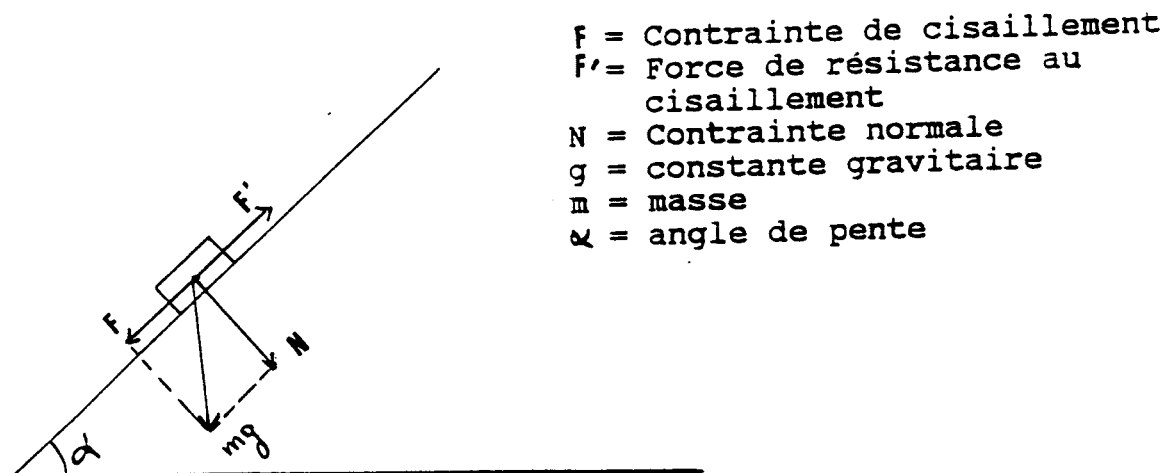 F = Contrainte de cisaillement
F'= Force de résistance au
cisaillement
N = Contrainte normale
g = constante gravitaire
m = masse
α = angle de pente
F'
F
N
mg
α